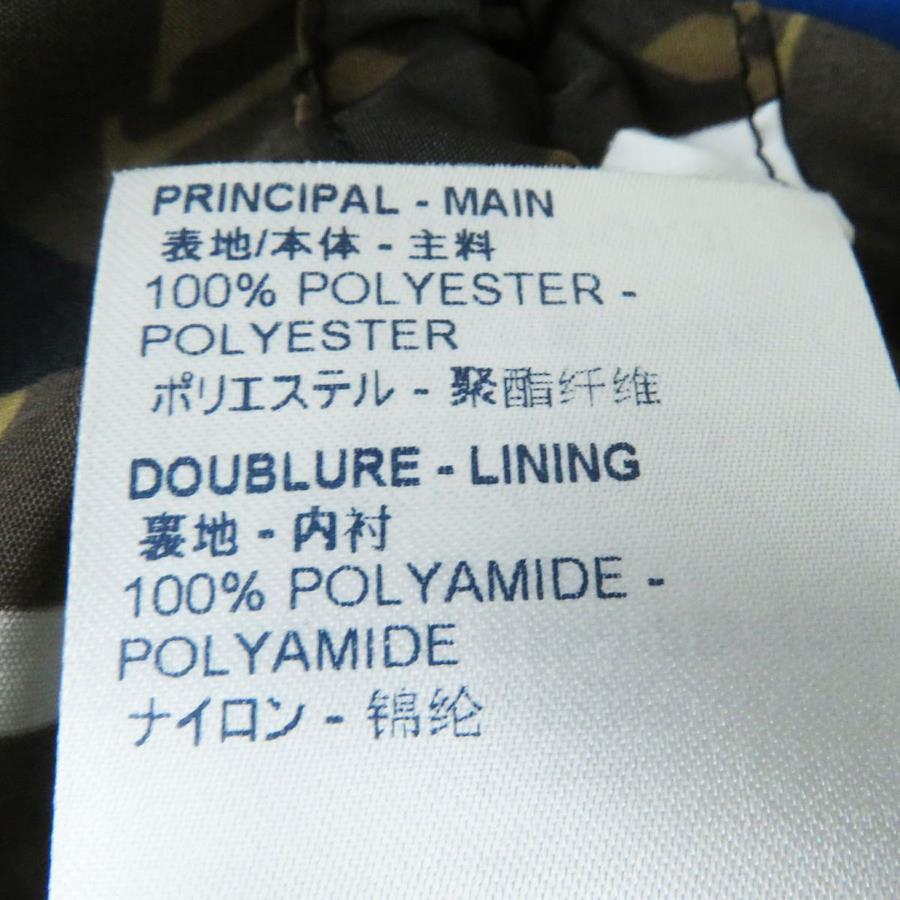 PRINCIPAL - MAIN
表地/本体 - 主料
100% POLYESTER -
POLYESTER
ポリエステル - 聚酯纤维
DOUBLURE - LINING
裏地 - 内衬
100% POLYAMIDE -
POLYAMIDE
ナイロン - 锦纶